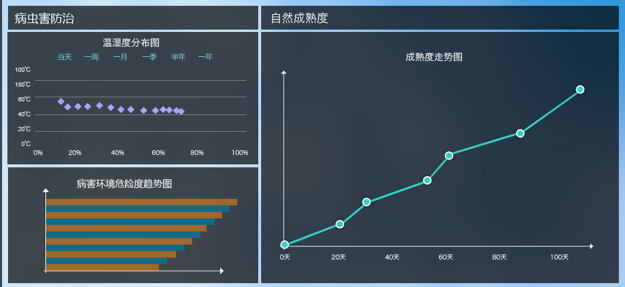 病虫害防治
温湿度分布图
当天 一周 一月 一季 半年 一年
100℃
180℃
60℃
40℃
20℃
0℃
0% 20% 40% 60% 80% 100%
病害环境危险度趋势图
自然成熟度
成熟度走势图
0天 20天 40天 60天 80天 100天